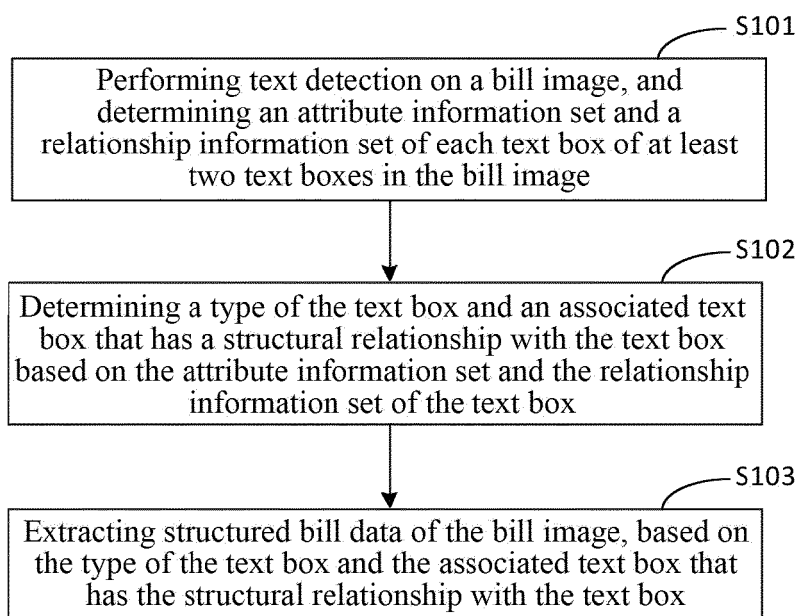 S101
Performing text detection on a bill image, and
determining an attribute information set and a
relationship information set of each text box of at least
two text boxes in the bill image
S102
Determining a type of the text box and an associated text
box that has a structural relationship with the text box
based on the attribute information set and the relationship
information set of the text box
S103
Extracting structured bill data of the bill image, based on
the type of the text box and the associated text box that
has the structural relationship with the text box